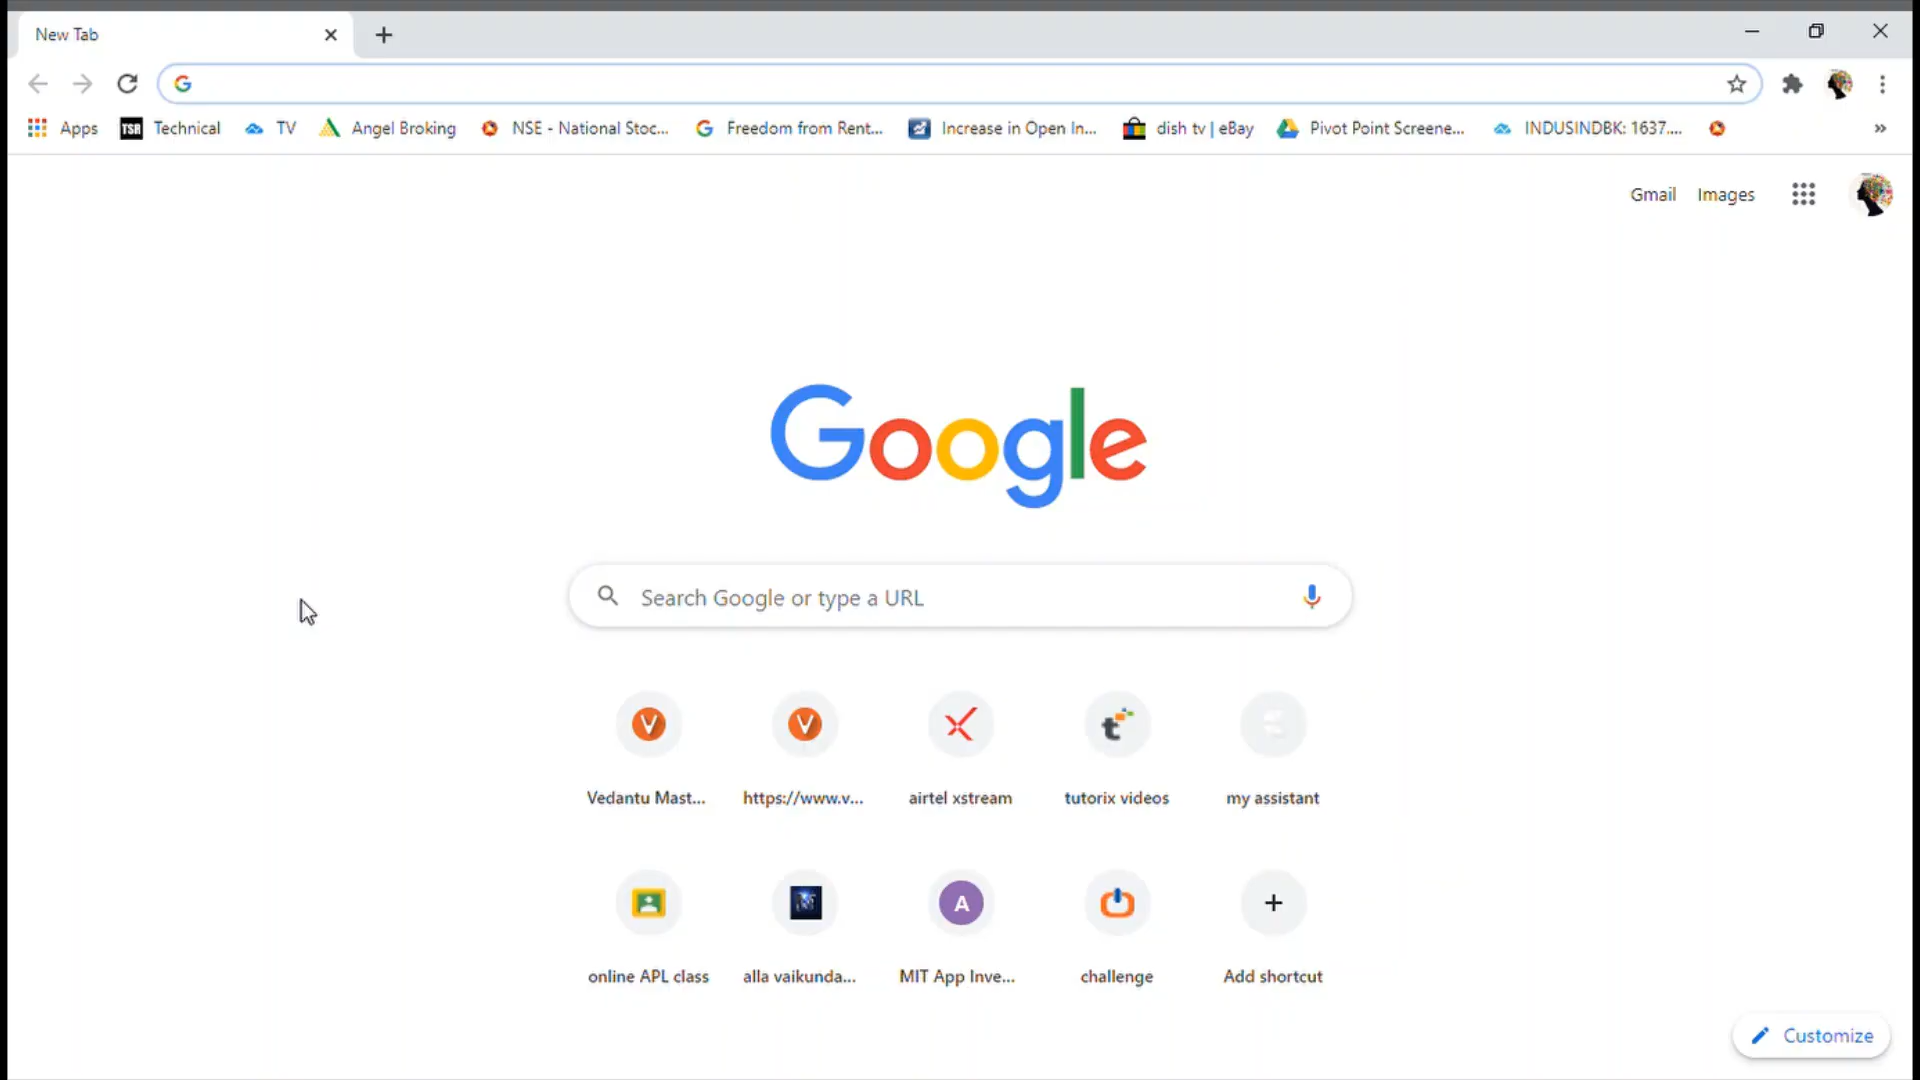 New Tab
Apps TSR Technical TV Angel Broking NSE - National Stoc... Freedom from Rent... Increase in Open In... dish tv | eBay Pivot Point Screene... INDUSINDBK: 1637.... »
Gmail Images
Google
Search Google or type a URL
Vedantu Mast... https://www.v... airtel xstream tutorix videos my assistant
A
online APL class alla vaikunda... MIT App Inve... challenge Add shortcut
Customize